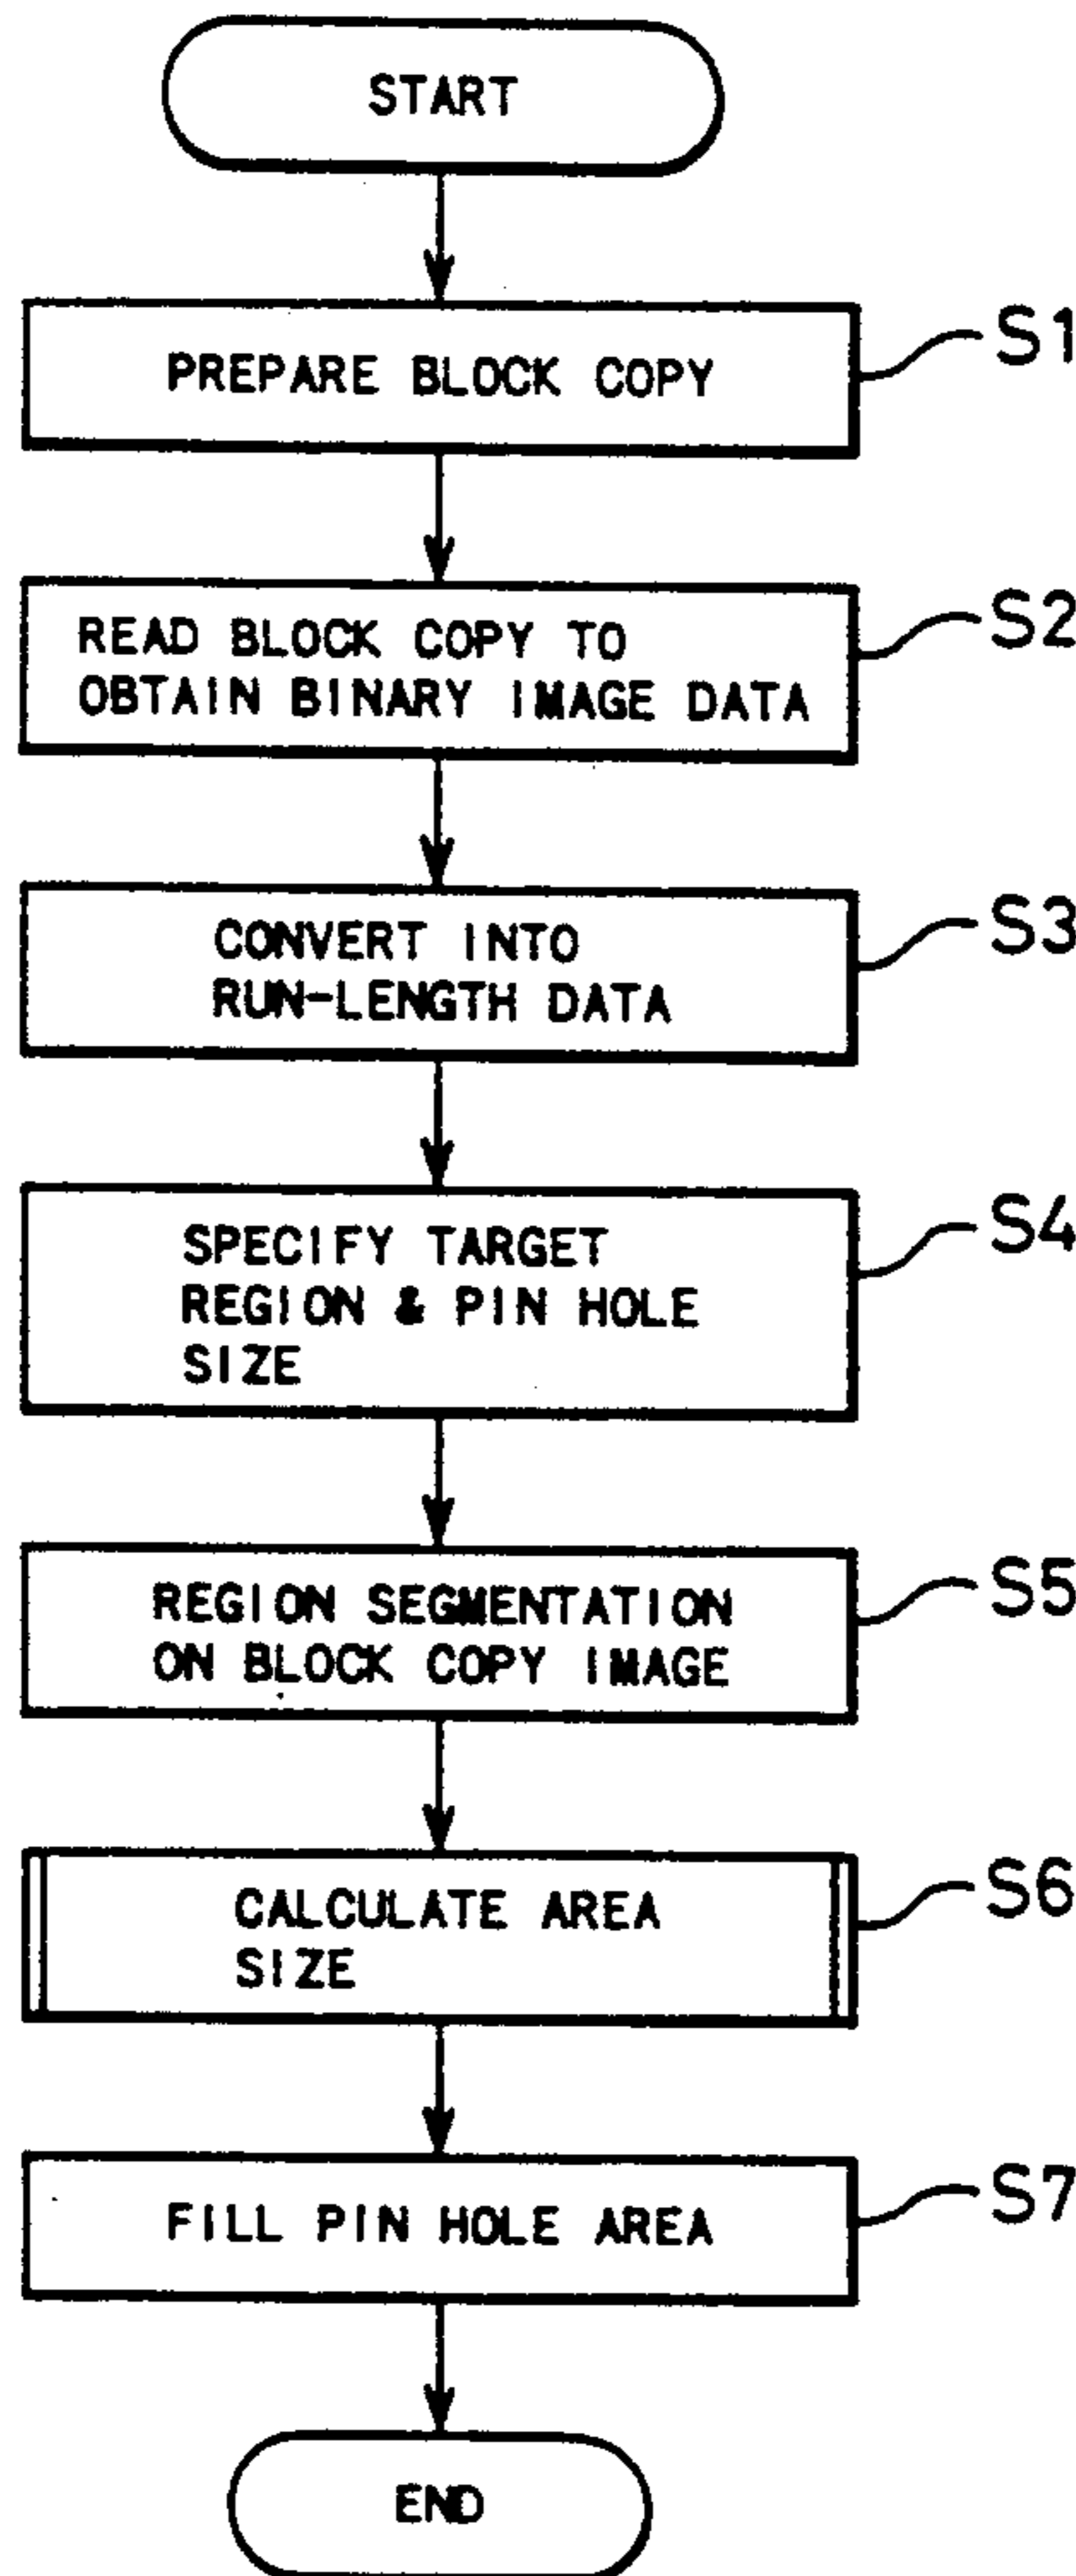 START
PREPARE BLOCK COPY
S1
READ BLOCK COPY TO
OBTAIN BINARY IMAGE DATA
S2
CONVERT INTO
RUN-LENGTH DATA
S3
SPECIFY TARGET
REGION & PIN HOLE
SIZE
S4
REGION SEGMENTATION
ON BLOCK COPY IMAGE
S5
CALCULATE AREA
SIZE
S6
FILL PIN HOLE AREA
S7
END